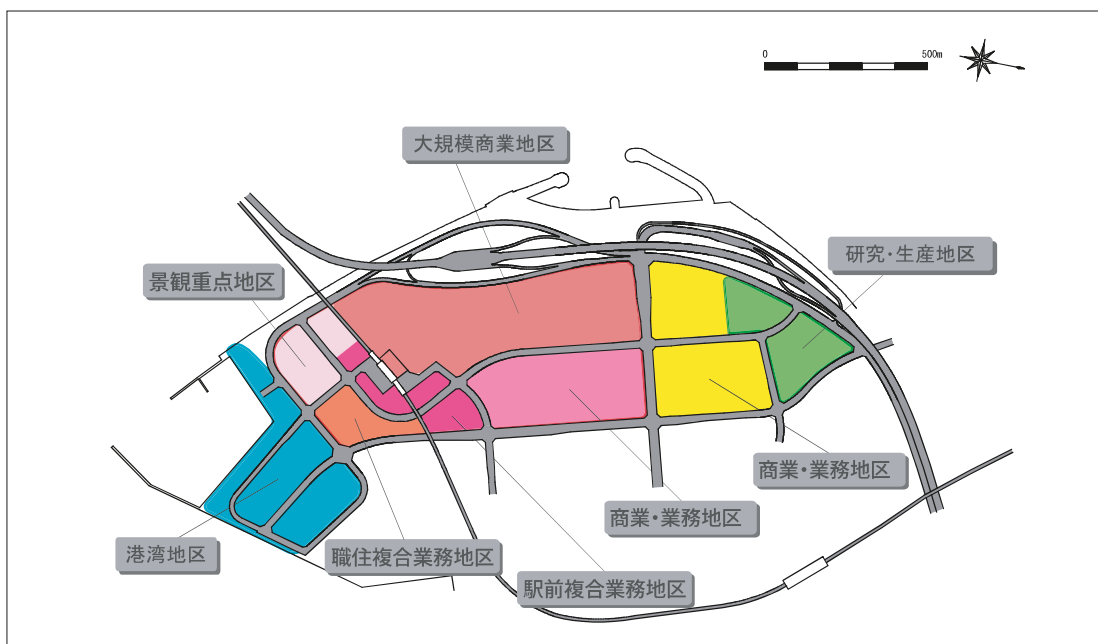 0 500m
大規模商業地区
研究・生産地区
景観重点地区
商業・業務地区
商業・業務地区
港湾地区
職住複合業務地区
駅前複合業務地区